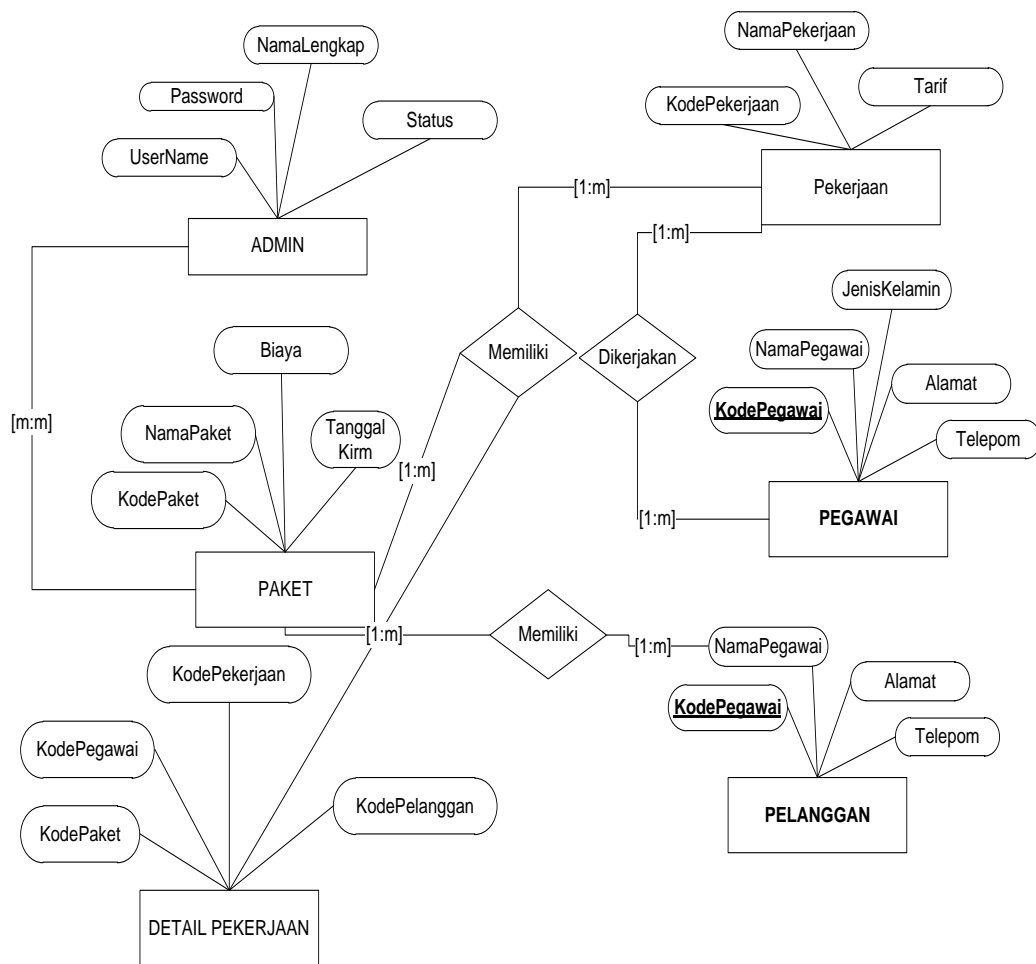 NamaLengkap
Password
Status
UserName
ADMIN
NamaPekerjaan
Tarif
KodePekerjaan
Pekerjaan
[1:m]
[1:m]
Memiliki
Dikerjakan
JenisKelamin
NamaPegawai
Alamat
KodePegawai
Telepom
PEGAWAI
[1:m]
[m:m]
Biaya
NamaPaket
Tanggal
Kirm
KodePaket
[1:m]
PAKET
[1:m]
Memiliki
[1:m]
NamaPegawai
Alamat
KodePegawai
Telepom
PELANGGAN
KodePekerjaan
KodePegawai
KodePaket
KodePelanggan
DETAIL PEKERJAAN